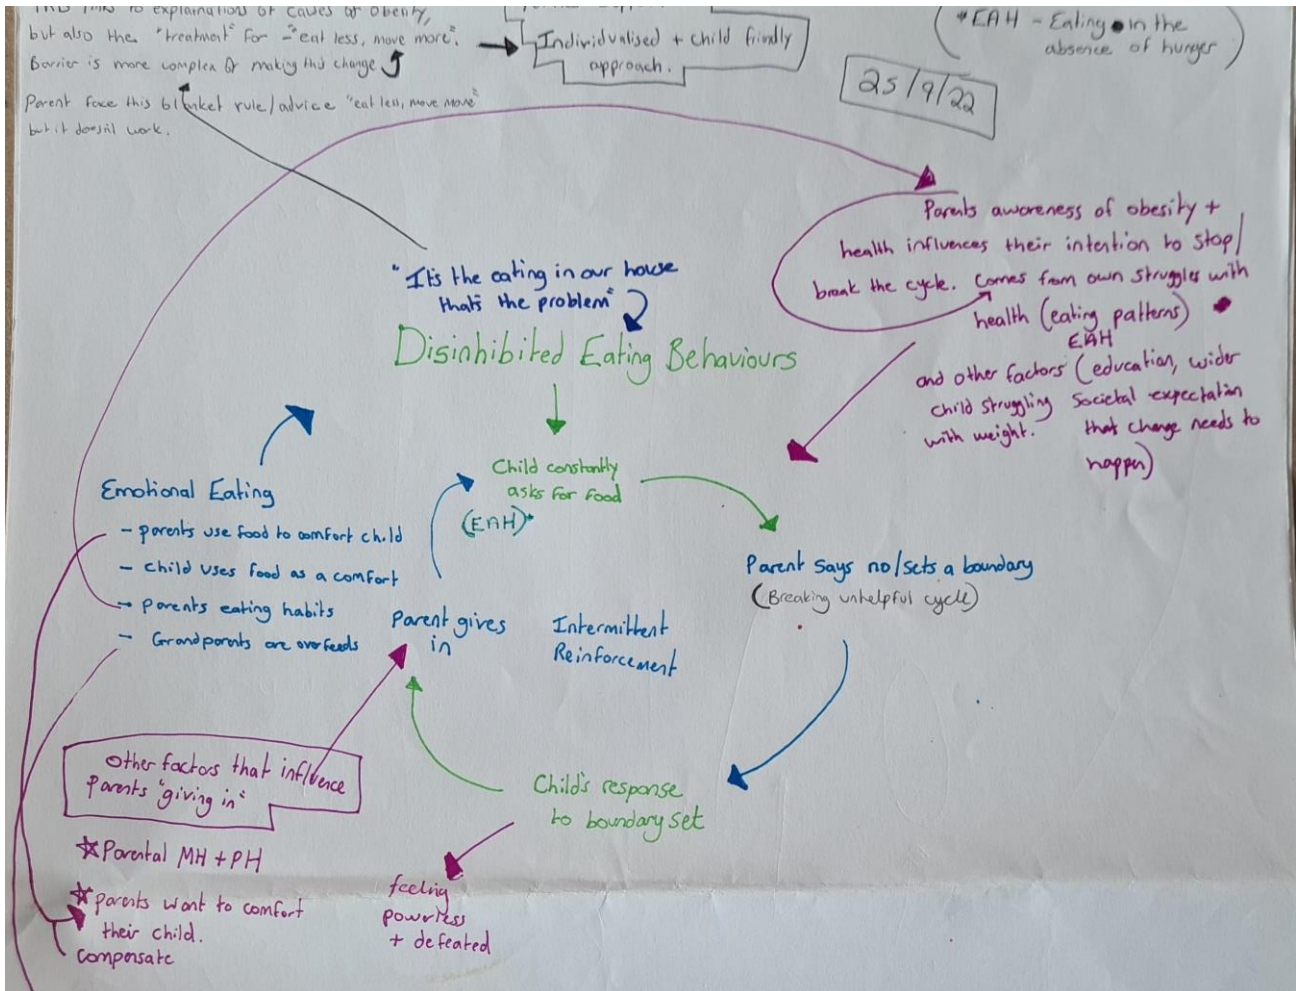 to explanations of causes of obesity,
but also the "treatment" for - "eat less, move more".
Barrier is more complex of making this change
Parent face this blanket rule/advice "eat less, move move"
but it doesn't work.
Individualised + child friendly
approach.
*EAH - Eating in the
absence of hunger
25/9/22
Parents awareness of obesity +
health influences their intention to stop/
break the cycle. Comes from own struggles with
health (eating patterns)
EAH
and other factors (education, wider
child struggling societal expectation
with weight. that change needs to
happen)
"It's the eating in our house
that's the problem"
Disinhibited Eating Behaviours
Child constantly
asks for food
(EAH)*
Emotional Eating
- parents use food to comfort child
- Child uses food as a comfort
- parents eating habits
- Grandparents are overfeeds
Parent says no/sets a boundary
(Breaking unhelpful cycle)
Parent gives
in
Intermittent
Reinforcement
Other factors that influence
parents "giving in"
Child's response
to boundary set
Parental MH + PH
parents want to comfort
their child.
compensate
feeling
powerless
+ defeated